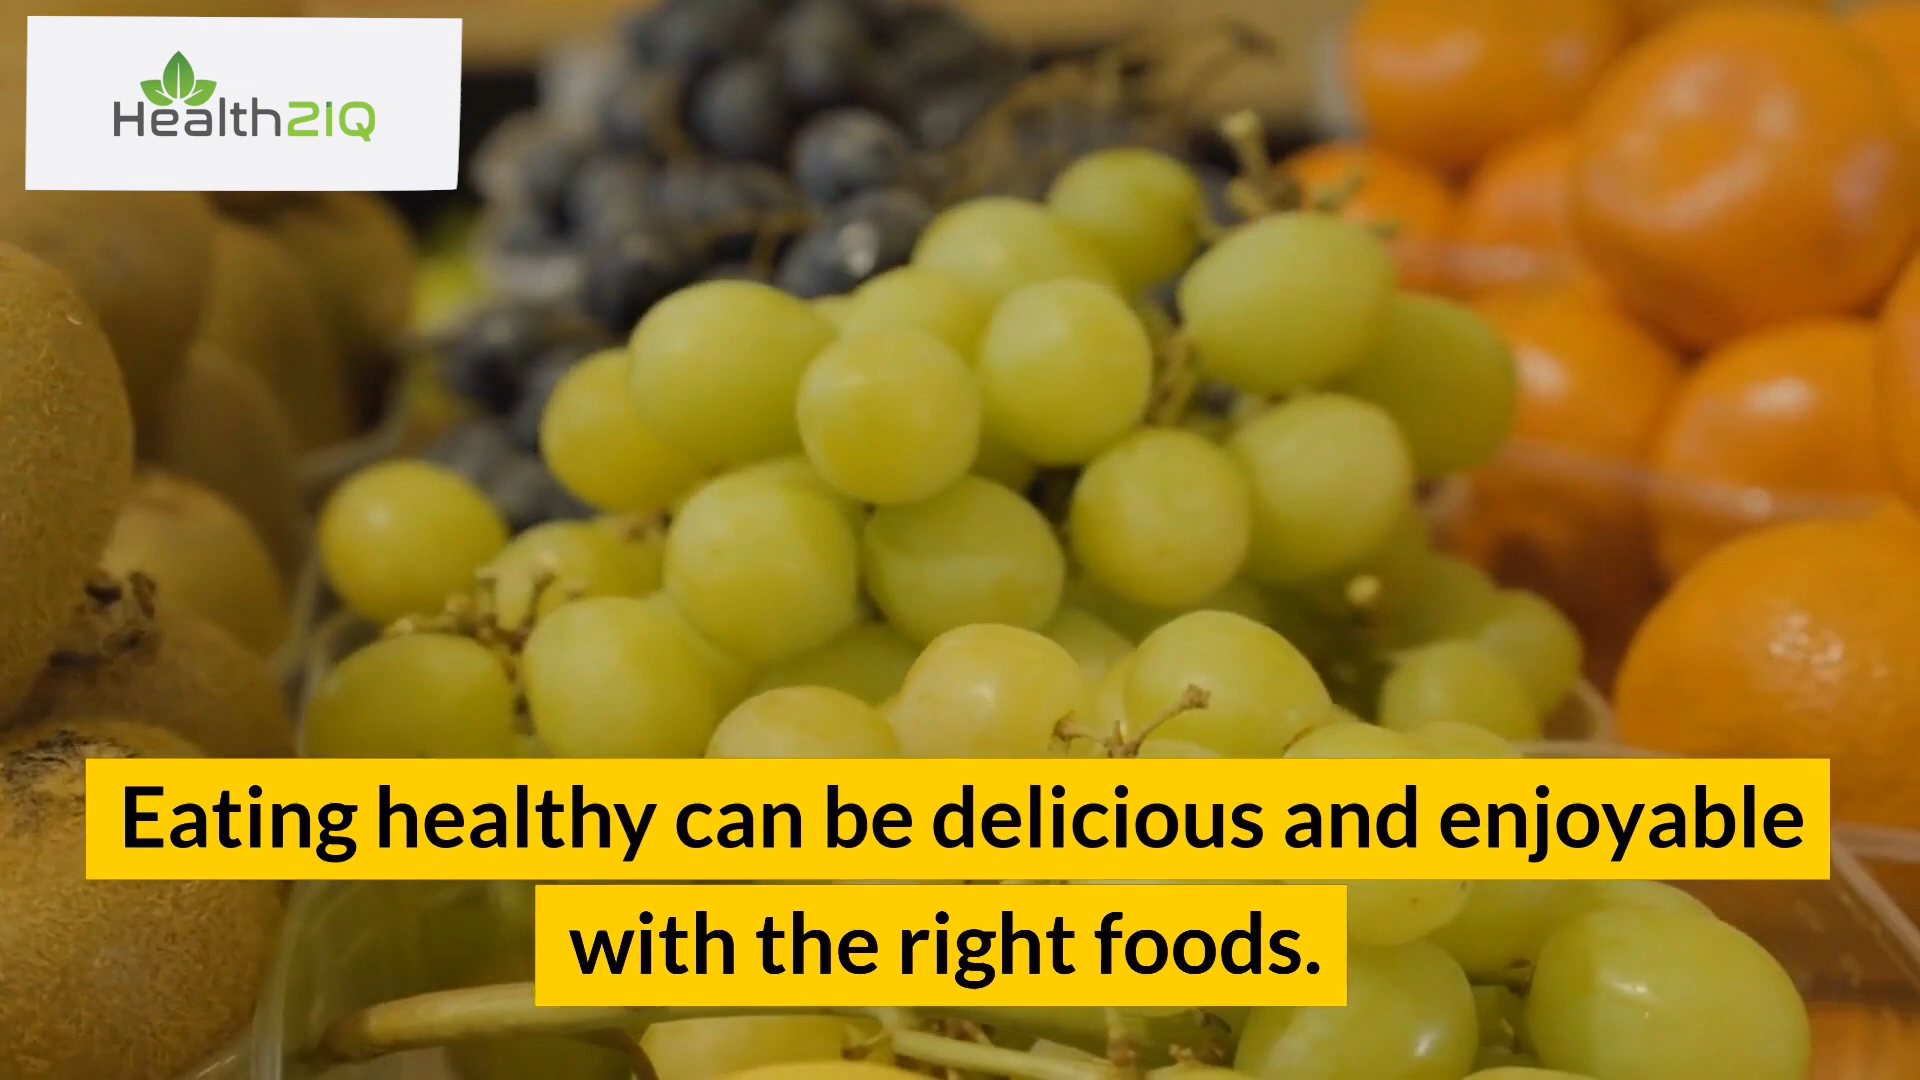 Health2IQ
Eating healthy can be delicious and enjoyable
with the right foods.